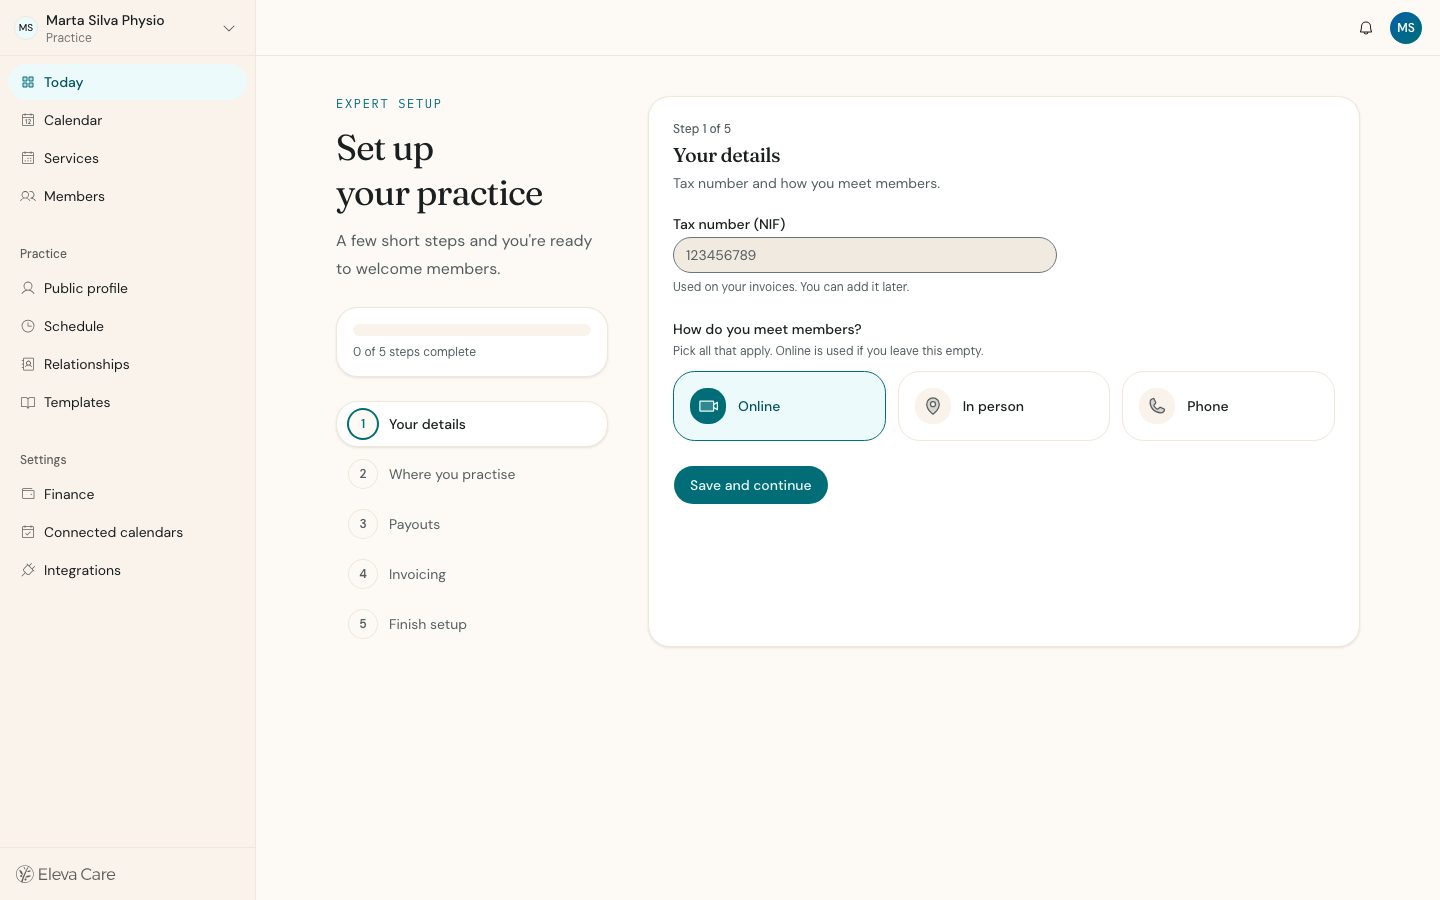 MS
Marta Silva Physio
Practice
MS
Today
Calendar
Services
Members
Practice
Public profile
Schedule
Relationships
Templates
Settings
Finance
Connected calendars
Integrations
Eleva Care
EXPERT SETUP
Set up
your practice
A few short steps and you're ready
to welcome members.
0 of 5 steps complete
1 Your details
2 Where you practise
3 Payouts
4 Invoicing
5 Finish setup
Step 1 of 5
Your details
Tax number and how you meet members.
Tax number (NIF)
123456789
Used on your invoices. You can add it later.
How do you meet members?
Pick all that apply. Online is used if you leave this empty.
Online
In person
Phone
Save and continue